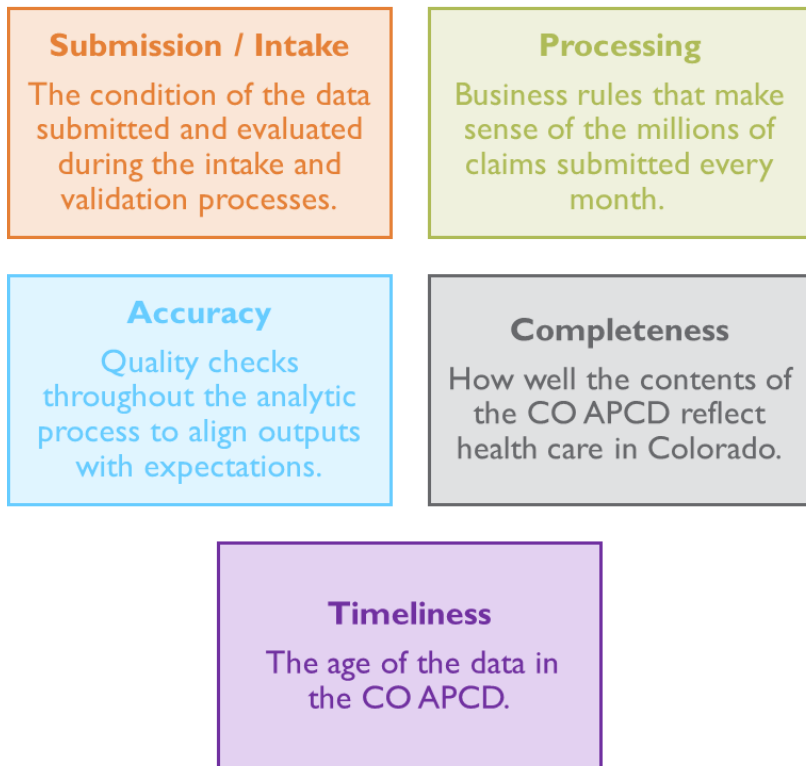 Submission / Intake
The condition of the data
submitted and evaluated
during the intake and
validation processes.
Processing
Business rules that make
sense of the millions of
claims submitted every
month.
Accuracy
Quality checks
throughout the analytic
process to align outputs
with expectations.
Completeness
How well the contents of
the CO APCD reflect
health care in Colorado.
Timeliness
The age of the data in
the CO APCD.